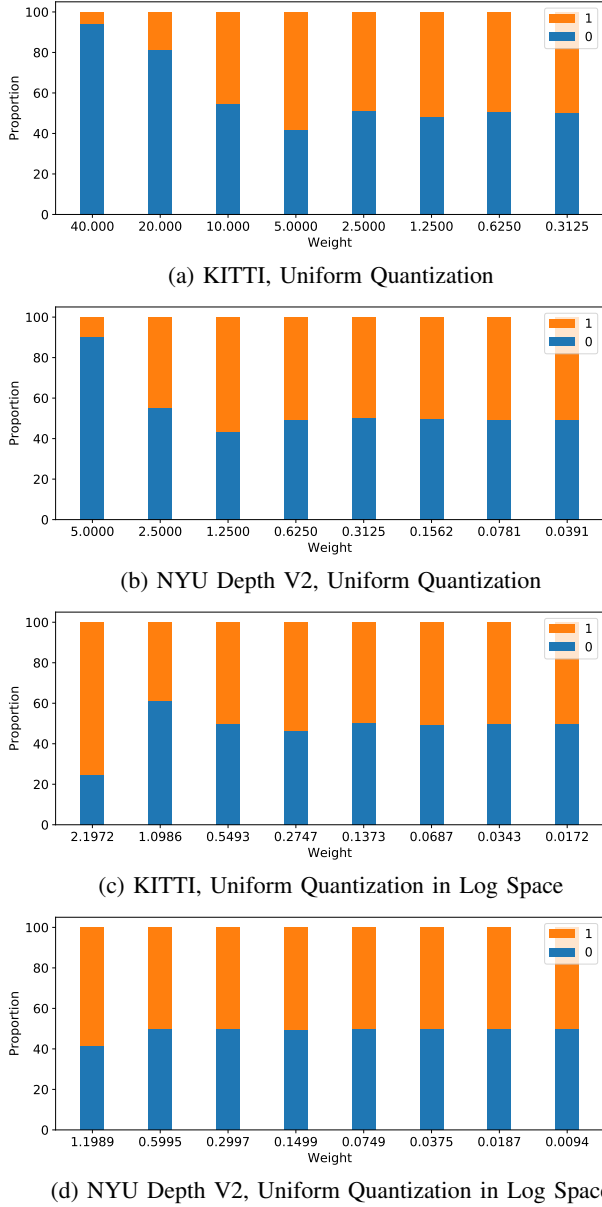 100
80
60
40
20
0
Proportion
1
0
40.000 20.000 10.000 5.0000 2.5000 1.2500 0.6250 0.3125
Weight
(a) KITTI, Uniform Quantization
100
80
60
40
20
0
Proportion
1
0
5.0000 2.5000 1.2500 0.6250 0.3125 0.1562 0.0781 0.0391
Weight
(b) NYU Depth V2, Uniform Quantization
100
80
60
40
20
0
Proportion
1
0
2.1972 1.0986 0.5493 0.2747 0.1373 0.0687 0.0343 0.0172
Weight
(c) KITTI, Uniform Quantization in Log Space
100
80
60
40
20
0
Proportion
1
0
1.1989 0.5995 0.2997 0.1499 0.0749 0.0375 0.0187 0.0094
Weight
(d) NYU Depth V2, Uniform Quantization in Log Space